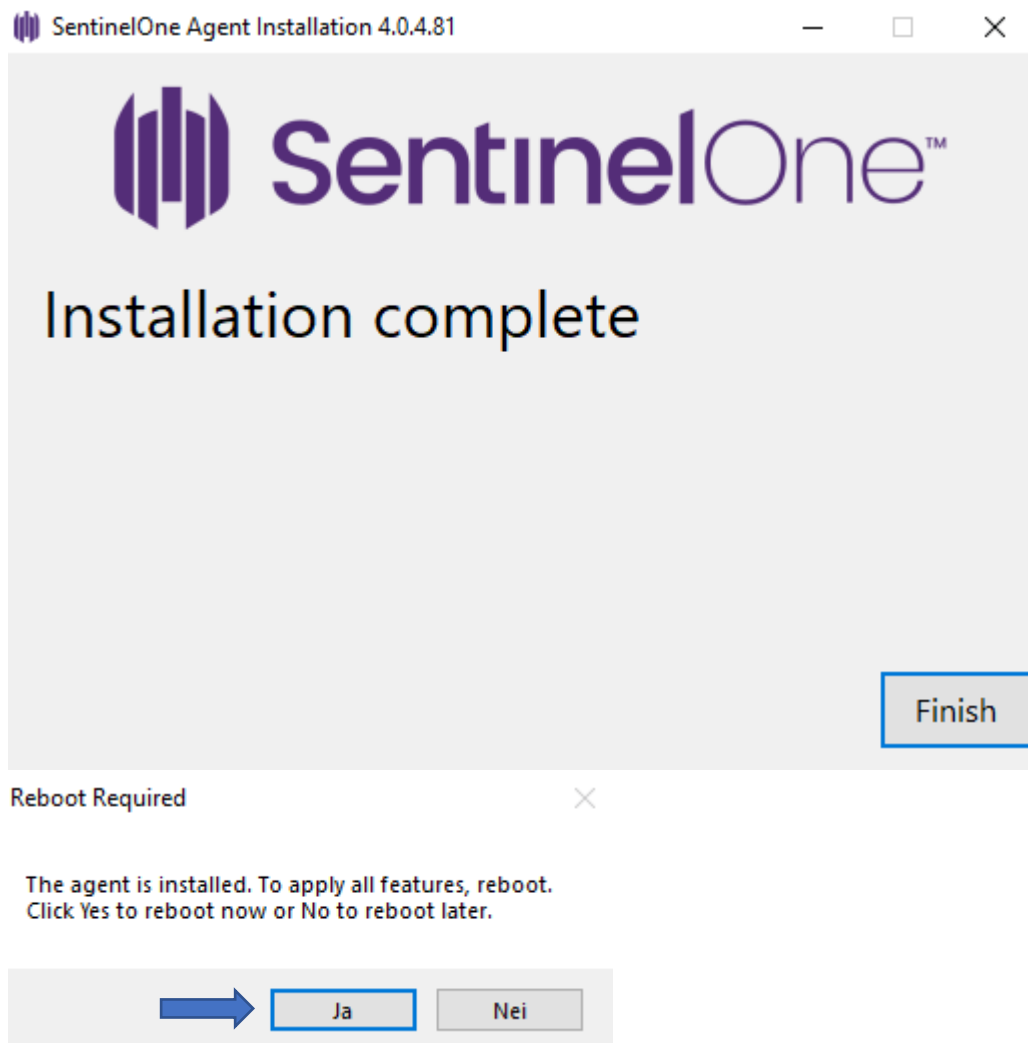 SentinelOne Agent Installation 4.0.4.81
SentinelOne™
Installation complete
Finish
Reboot Required
The agent is installed. To apply all features, reboot.
Click Yes to reboot now or No to reboot later.
Ja Nei